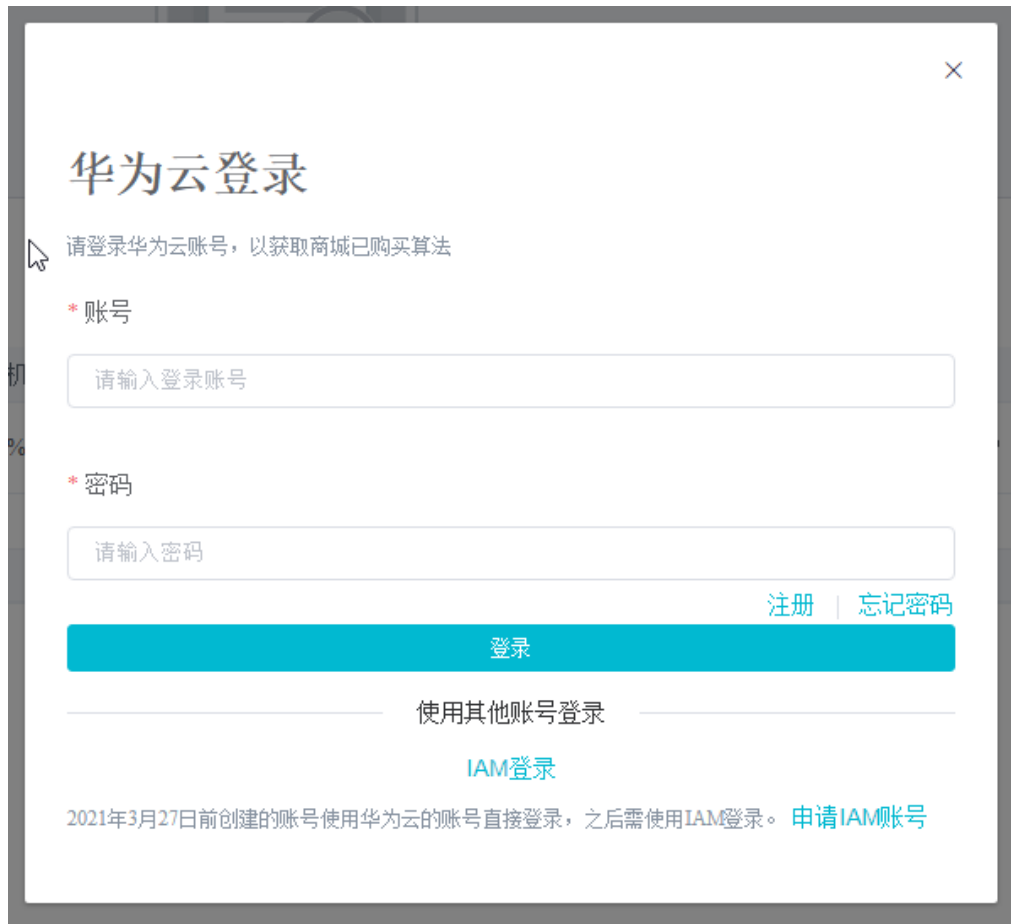 华为云登录
请登录华为云账号，以获取商城已购买算法
* 账号
请输入登录账号
机
%
* 密码
请输入密码
注册 | 忘记密码
登录
使用其他账号登录
IAM登录
2021年3月27日前创建的账号使用华为云的账号直接登录，之后需使用IAM登录。 申请IAM账号